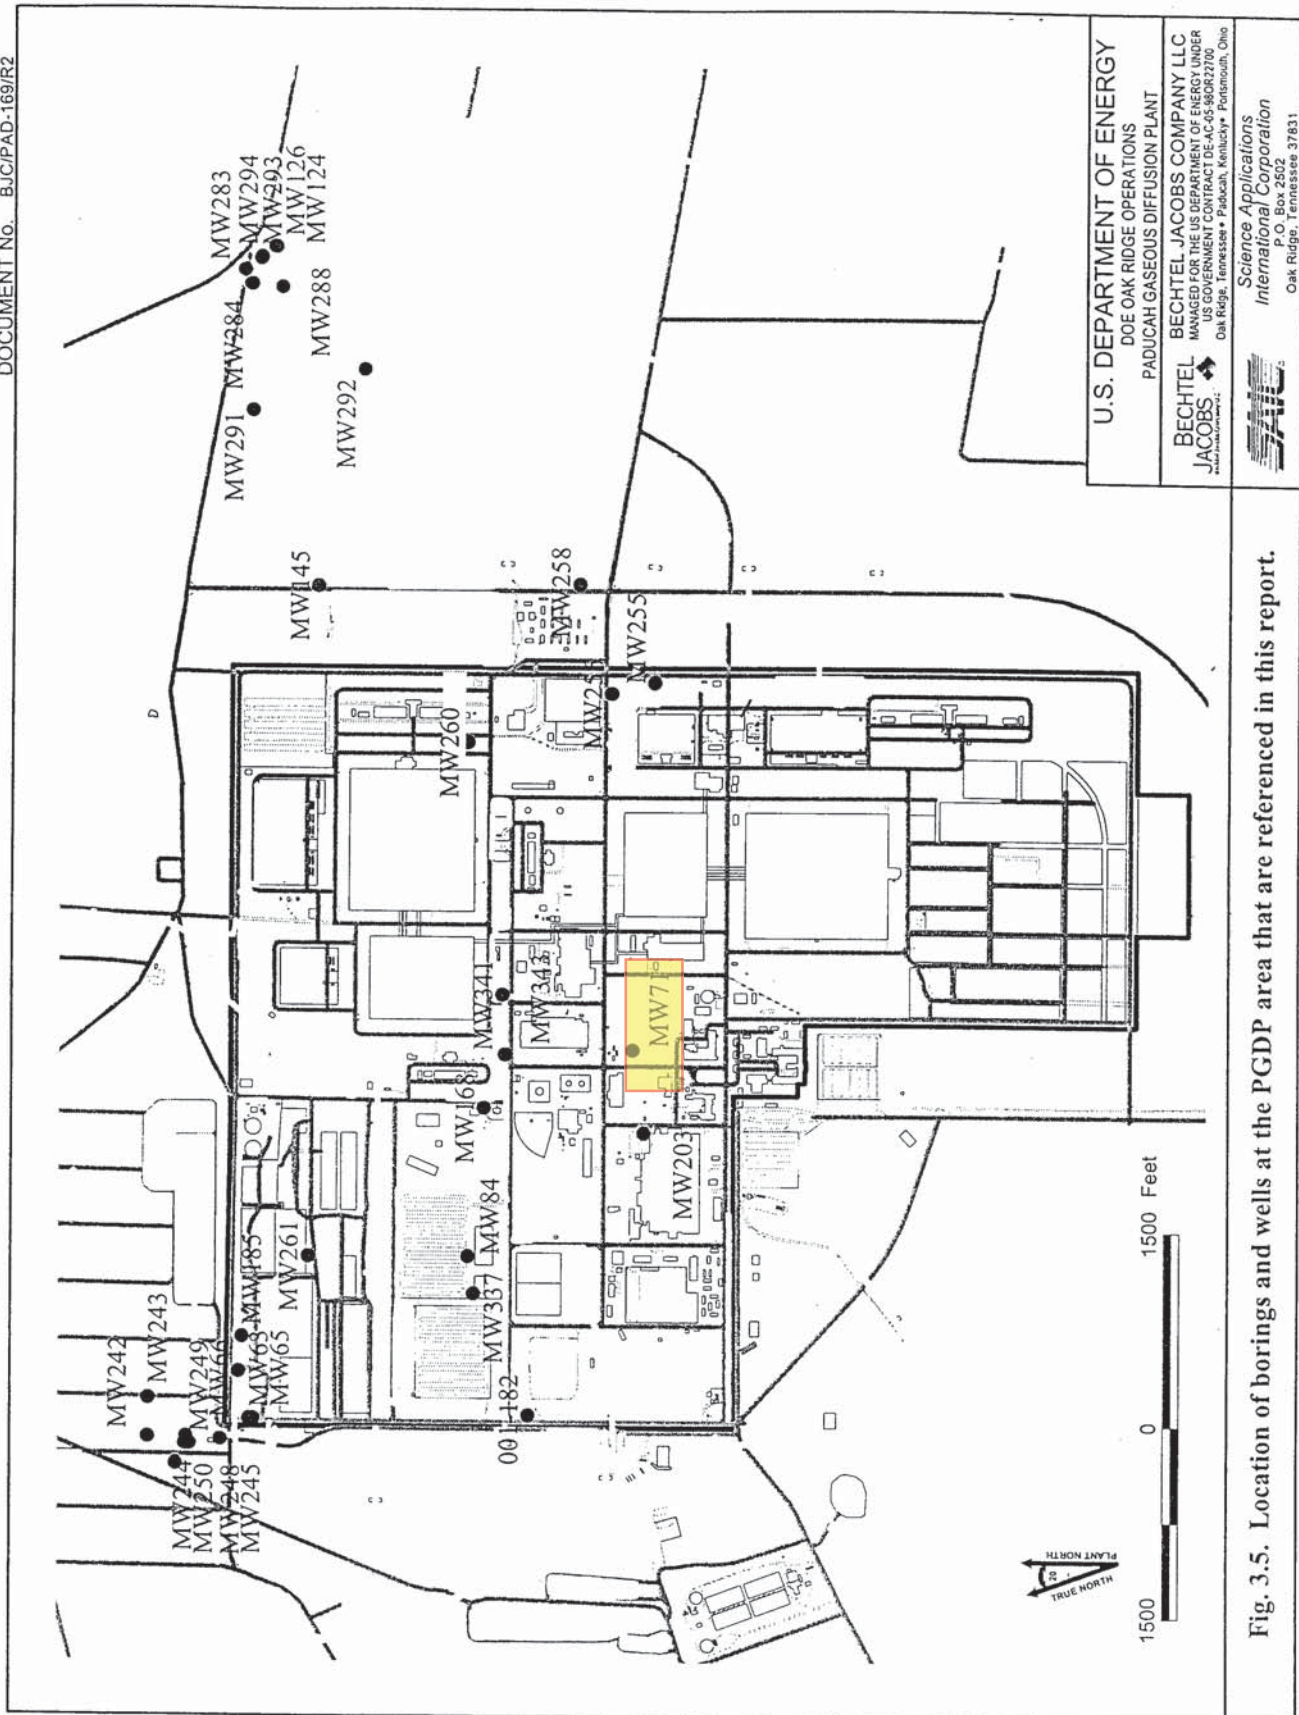 DOCUMENT No. BJC/PAD-169/R2
MW242
MW243
MW244
MW250
MW248
MW245
MW249
MW66
MW185
MW63
MW65
MW261
MW84
MW337
001-182
MW168
MW341
MW343
MW71
MW203
MW260
MW255
MW258
MW145
MW291
MW284
MW292
MW288
MW283
MW294
MW293
MW126
MW124
D
PLANT NORTH
TRUE NORTH
20
1500 0 1500 Feet
U.S. DEPARTMENT OF ENERGY
DOE OAK RIDGE OPERATIONS
PADUCAH GASEOUS DIFFUSION PLANT
BECHTEL
JACOBS
BECHTEL JACOBS COMPANY LLC
MANAGED FOR THE US DEPARTMENT OF ENERGY UNDER
US GOVERNMENT CONTRACT DE-AC-05-98OR22700
Oak Ridge, Tennessee • Paducah, Kentucky • Portsmouth, Ohio
SAIC
Science Applications
International Corporation
P.O. Box 2502
Oak Ridge, Tennessee 37831
Fig. 3.5. Location of borings and wells at the PGDP area that are referenced in this report.